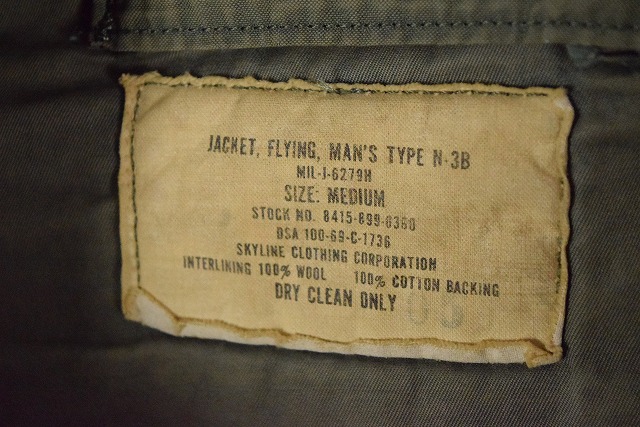 JACKET, FLYING, MAN'S TYPE N-3B
MIL-J-6279H
SIZE: MEDIUM
STOCK NO. 8415-899-0360
DSA 100-69-C-1736
SKYLINE CLOTHING CORPORATION
INTERLINING 100% WOOL 100% COTTON BACKING
DRY CLEAN ONLY